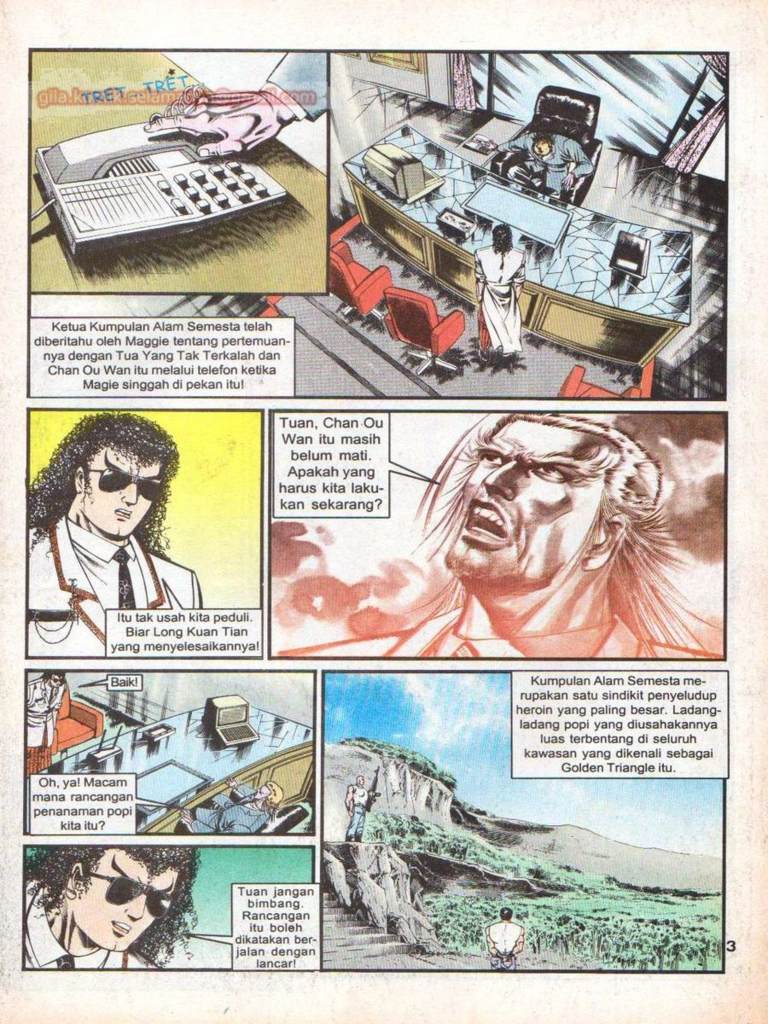 TRET TRET
Ketua Kumpulan Alam Semesta telah
diberitahu oleh Maggie tentang pertemuan-
nya dengan Tua Yang Tak Terkalah dan
Chan Ou Wan itu melalui telefon ketika
Magie singgah di pekan itu!
Itu tak usah kita peduli.
Biar Long Kuan Tian
yang menyelesaikannya!
Tuan, Chan Ou
Wan itu masih
belum mati.
Apakah yang
harus kita laku-
kan sekarang?
Baik!
Oh, ya! Macam
mana rancangan
penanaman popi
kita itu?
Kumpulan Alam Semesta me-
rupakan satu sindikit penyeludup
heroin yang paling besar. Ladang-
ladang popi yang diusahakannya
luas terbentang di seluruh
kawasan yang dikenali sebagai
Golden Triangle itu.
Tuan jangan
bimbang.
Rancangan
itu boleh
dikatakan ber-
jalan dengan
lancar!
3